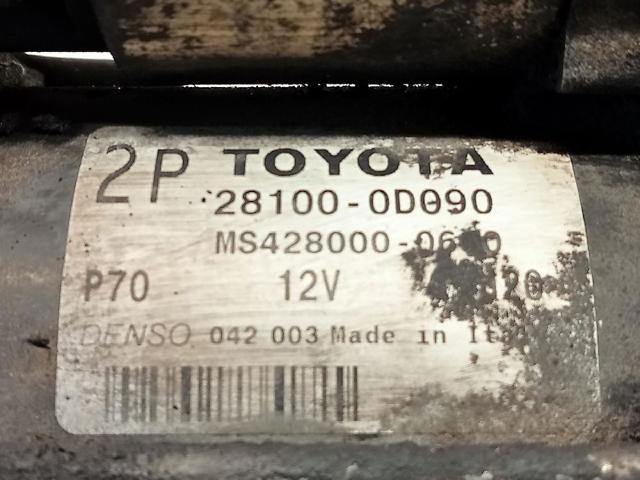 2P TOYOTA
28100-0D090
P70 12V
DENSO 042 003 Made in